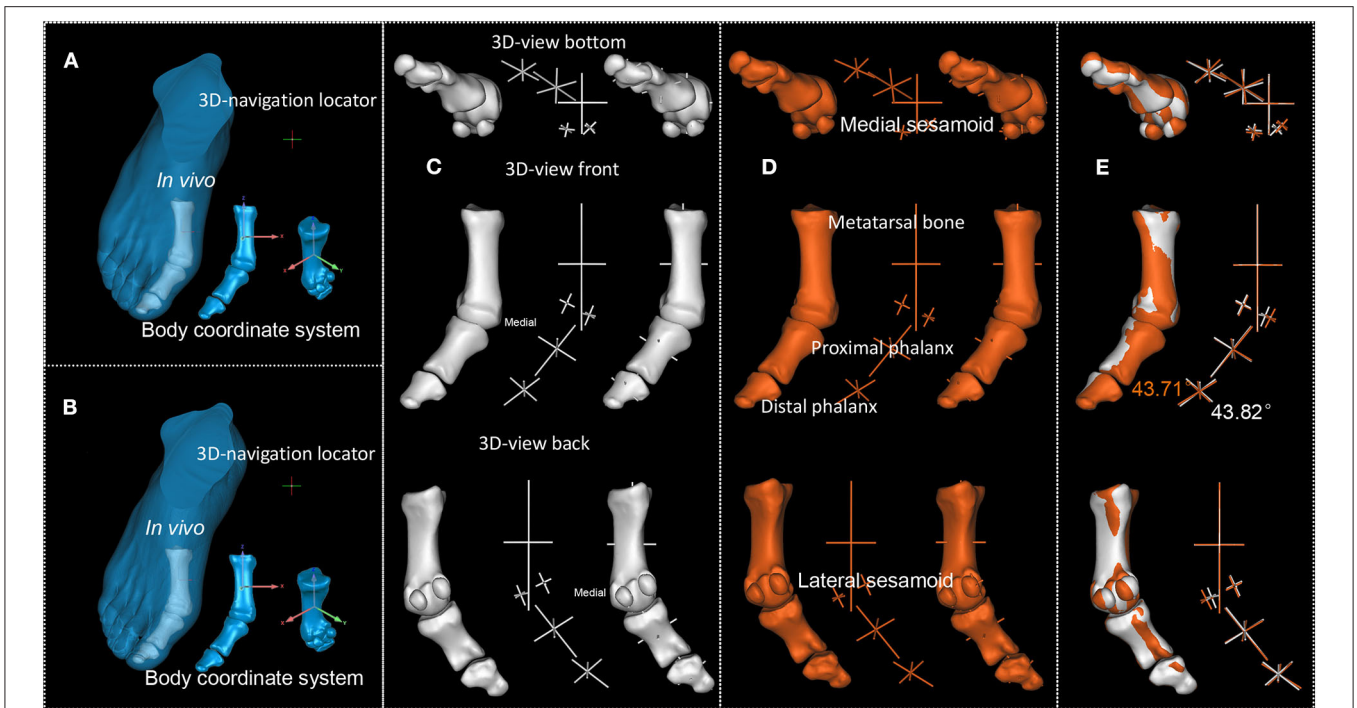 A
3D-navigation locator
In vivo
Body coordinate system
B
3D-navigation locator
In vivo
Body coordinate system
3D-view bottom
C
3D-view front
Medial
3D-view back
Medial
Medial sesamoid
D
Metatarsal bone
Proximal phalanx
Distal phalanx
Lateral sesamoid
E
43.71°
43.82°